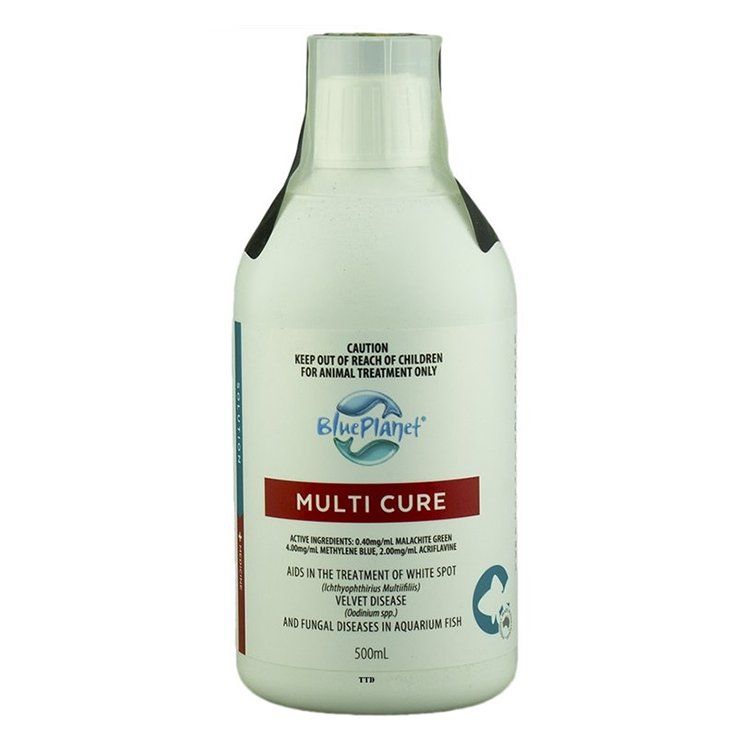 CAUTION
KEEP OUT OF REACH OF CHILDREN
FOR ANIMAL TREATMENT ONLY
BluePlanet®
MULTI CURE
ACTIVE INGREDIENTS: 0.40mg/mL MALACHITE GREEN
4.00mg/mL METHYLENE BLUE, 2.00mg/mL ACRIFLAVINE
AIDS IN THE TREATMENT OF WHITE SPOT
(Ichthyophthirius Multiifiliis)
VELVET DISEASE
(Oodinium spp.)
AND FUNGAL DISEASES IN AQUARIUM FISH
500mL
TTD
SOLUTION
+ MEDICINE